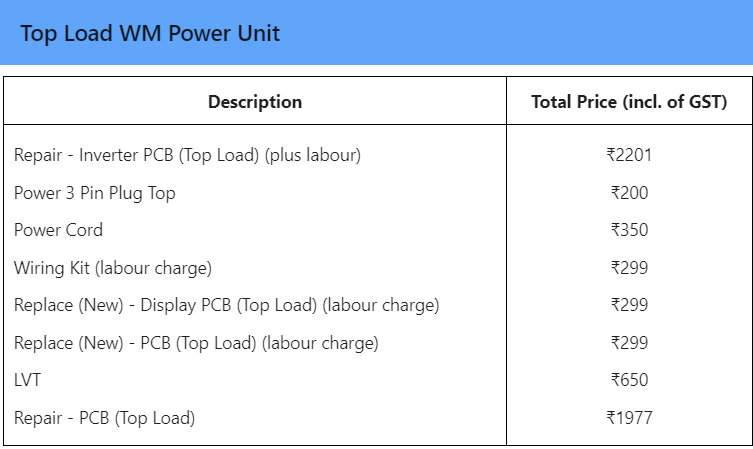 Top Load WM Power Unit
Description Total Price (incl. of GST)
Repair - Inverter PCB (Top Load) (plus labour) ₹2201
Power 3 Pin Plug Top ₹200
Power Cord ₹350
Wiring Kit (labour charge) ₹299
Replace (New) - Display PCB (Top Load) (labour charge) ₹299
Replace (New) - PCB (Top Load) (labour charge) ₹299
LVT ₹650
Repair - PCB (Top Load) ₹1977